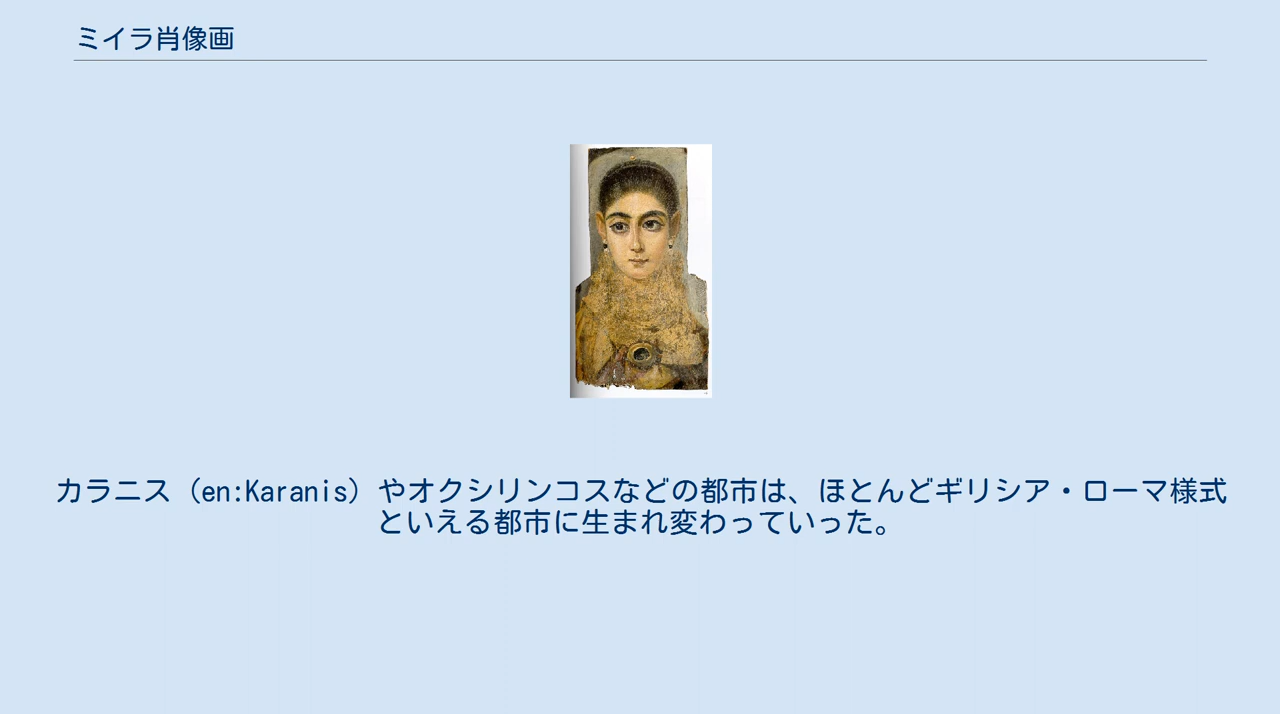 ミイラ肖像画
カラニス（en:Karanis）やオクシリンコスなどの都市は、ほとんどギリシア・ローマ様式
といえる都市に生まれ変わっていった。